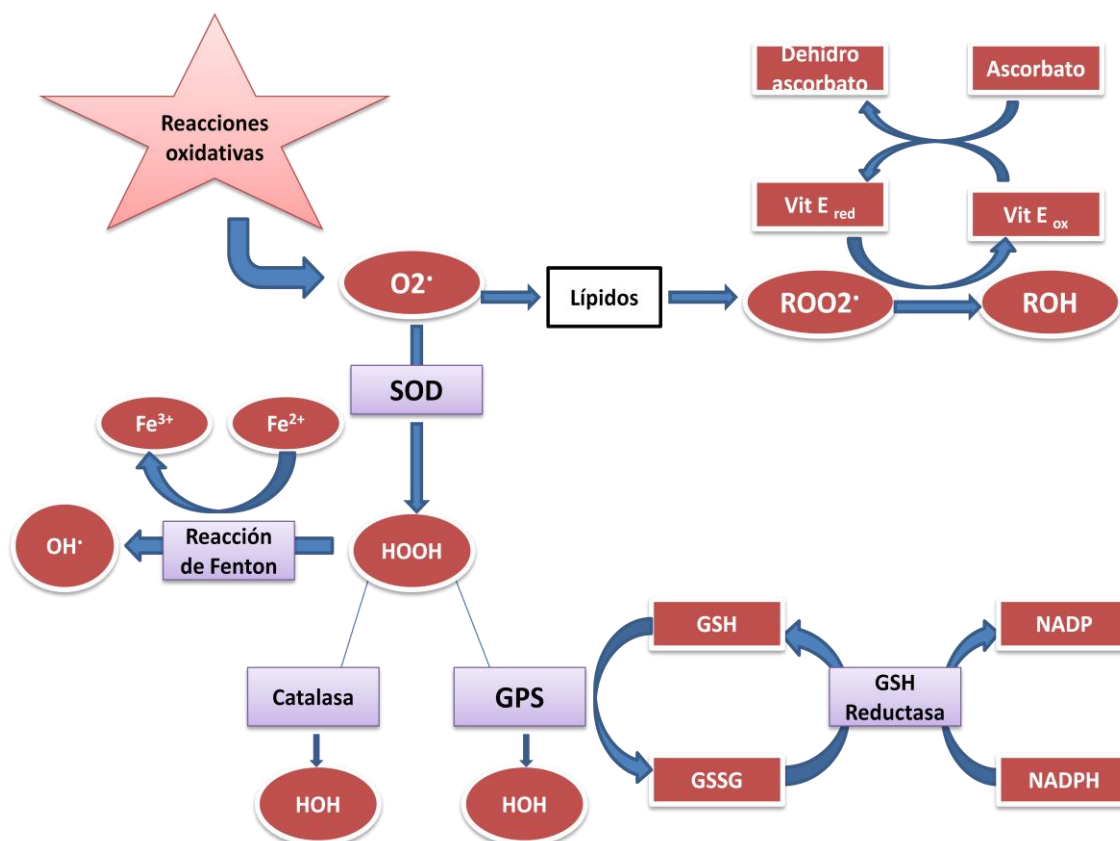 Reacciones
oxidativas
Dehidro
ascorbato
Ascorbato
Vit E red
Vit E ox
O2·
Lípidos
ROO2·
ROH
SOD
Fe³⁺
Fe²⁺
OH·
Reacción
de Fenton
HOOH
GSH
NADP
Catalasa
GPS
GSH
Reductasa
GSSG
NADPH
HOH
HOH